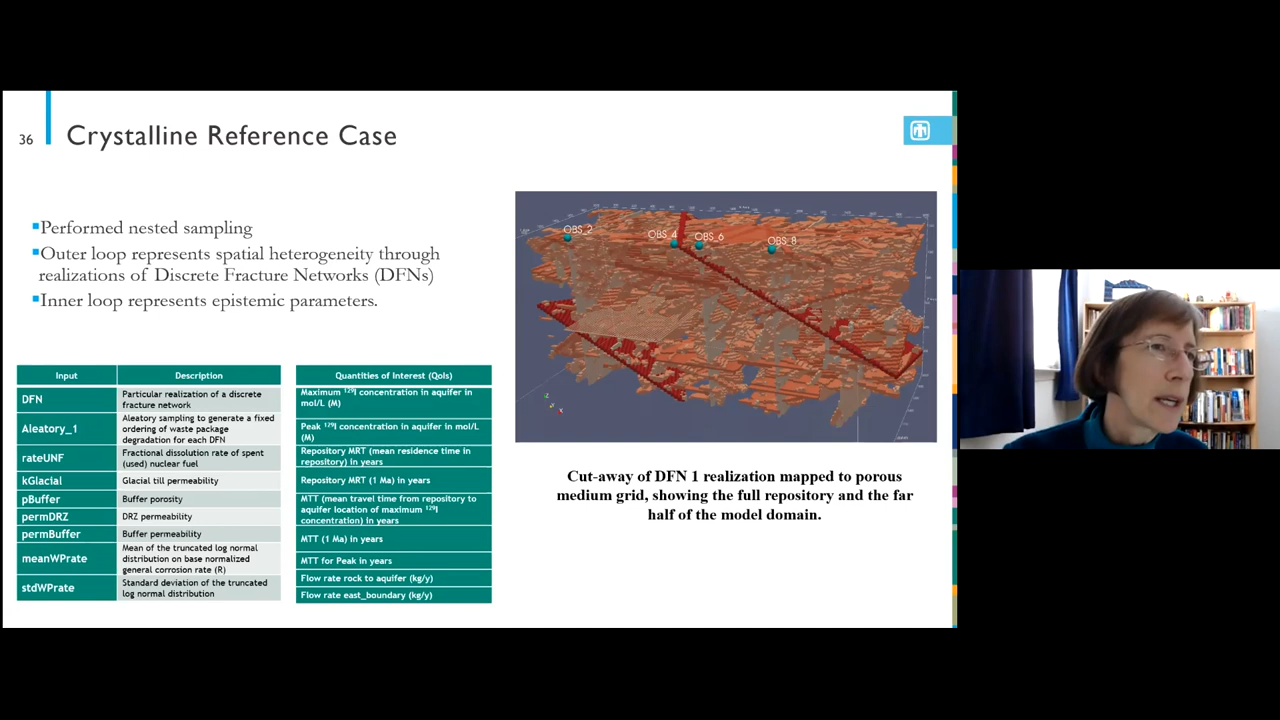 36
Crystalline Reference Case
▪Performed nested sampling
▪Outer loop represents spatial heterogeneity through
realizations of Discrete Fracture Networks (DFNs)
▪Inner loop represents epistemic parameters.
Input Description
DFN Particular realization of a discrete
fracture network
Aleatory_1 Aleatory sampling to generate a fixed
ordering of waste package
degradation for each DFN
rateUNF Fractional dissolution rate of spent
(used) nuclear fuel
kGlacial Glacial till permeability
pBuffer Buffer porosity
permDRZ DRZ permeability
permBuffer Buffer permeability
meanWPrate Mean of the truncated log normal
distribution on base normalized
general corrosion rate (R)
stdWPrate Standard deviation of the truncated
log normal distribution
Quantities of Interest (QoIs)
Maximum ¹²⁹I concentration in aquifer in
mol/L (M)
Peak ¹²⁹I concentration in aquifer in mol/L
(M)
Repository MRT (mean residence time in
repository) in years
Repository MRT (1 Ma) in years
MTT (mean travel time from repository to
aquifer location of maximum ¹²⁹I
concentration) in years
MTT (1 Ma) in years
MTT for Peak in years
Flow rate rock to aquifer (kg/y)
Flow rate east_boundary (kg/y)
OBS_2
OBS_4
OBS_6
OBS_8
Cut-away of DFN 1 realization mapped to porous
medium grid, showing the full repository and the far
half of the model domain.